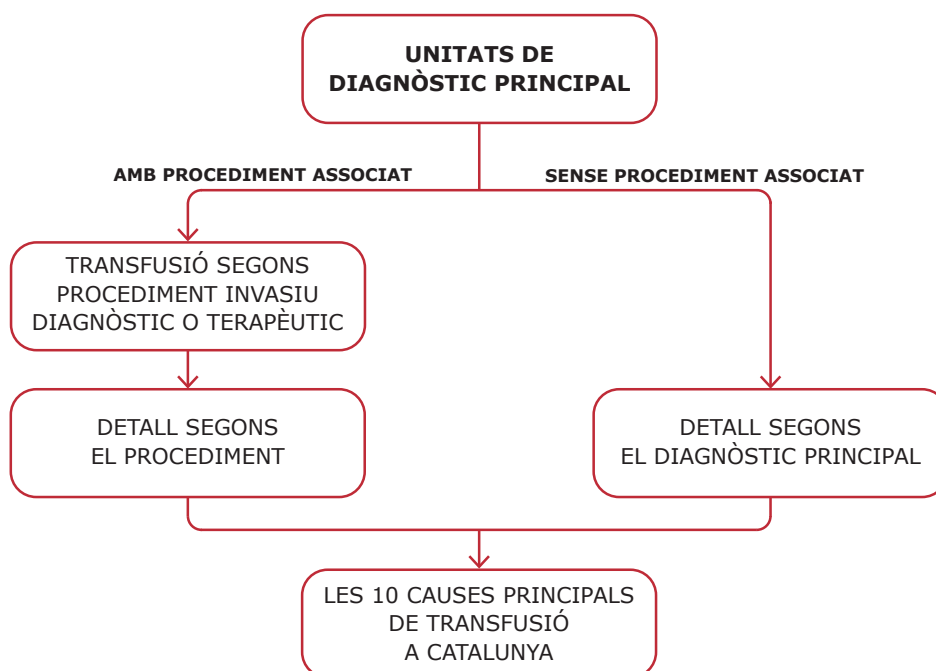 UNITATS DE
DIAGNÒSTIC PRINCIPAL
AMB PROCEDIMENT ASSOCIAT
SENSE PROCEDIMENT ASSOCIAT
TRANSFUSIÓ SEGONS
PROCEDIMENT INVASIU
DIAGNÒSTIC O TERAPÈUTIC
DETALL SEGONS
EL PROCEDIMENT
DETALL SEGONS
EL DIAGNÒSTIC PRINCIPAL
LES 10 CAUSES PRINCIPALS
DE TRANSFUSIÓ
A CATALUNYA